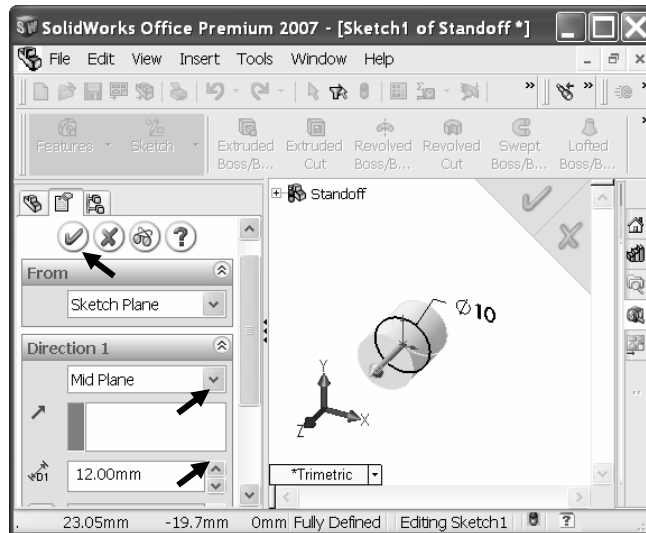 SolidWorks Office Premium 2007 - [Sketch1 of Standoff *]
File Edit View Insert Tools Window Help
Features Sketch Extruded Boss/B... Extruded Cut Revolved Boss/B... Revolved Cut Swept Boss/B... Lofted Boss/B...
Standoff
From
Sketch Plane
Direction 1
Mid Plane
D1 12.00mm
Ø10
Y
X
Z
*Trimetric
23.05mm -19.7mm 0mm Fully Defined Editing Sketch1